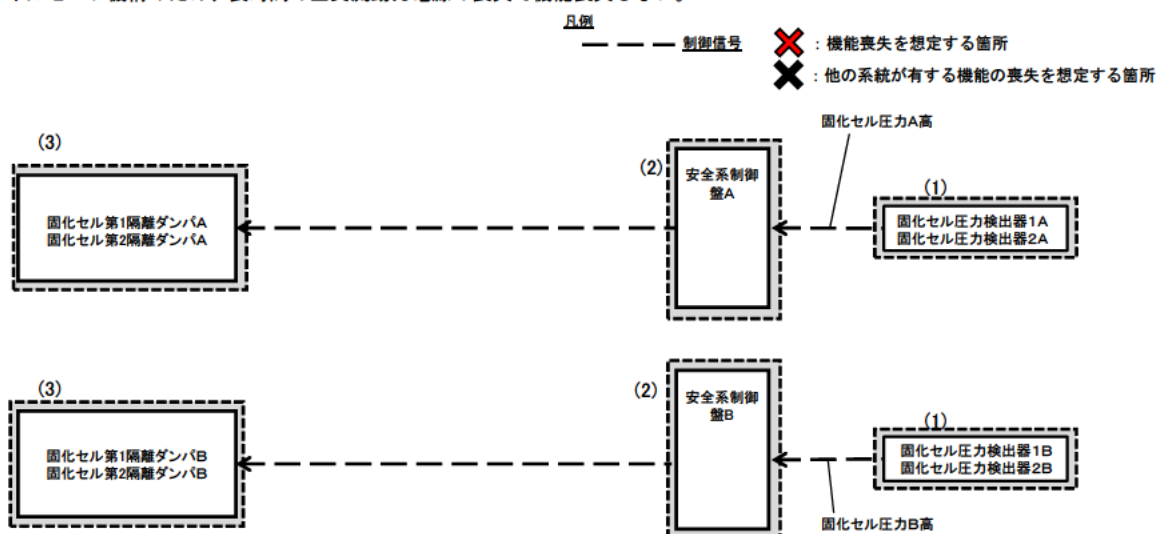 凡例
制御信号
：機能喪失を想定する箇所
：他の系統が有する機能の喪失を想定する箇所
固化セル圧力A高
(3)
固化セル第1隔離ダンパA
固化セル第2隔離ダンパA
(2)
安全系制御
盤A
(1)
固化セル圧力検出器1A
固化セル圧力検出器2A
(3)
固化セル第1隔離ダンパB
固化セル第2隔離ダンパB
(2)
安全系制御
盤B
(1)
固化セル圧力検出器1B
固化セル圧力検出器2B
固化セル圧力B高